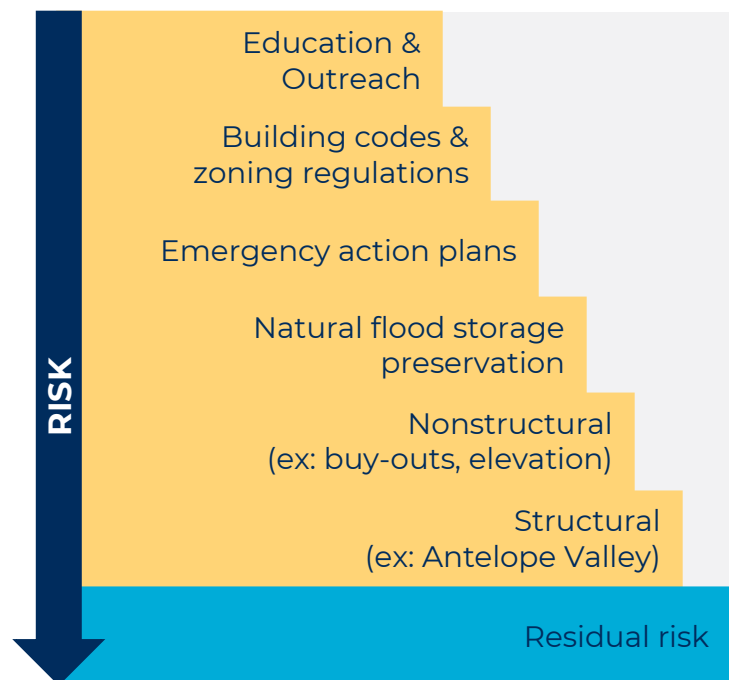 Education &
Outreach
Building codes &
zoning regulations
Emergency action plans
Natural flood storage
preservation
RISK
Nonstructural
(ex: buy-outs, elevation)
Structural
(ex: Antelope Valley)
Residual risk